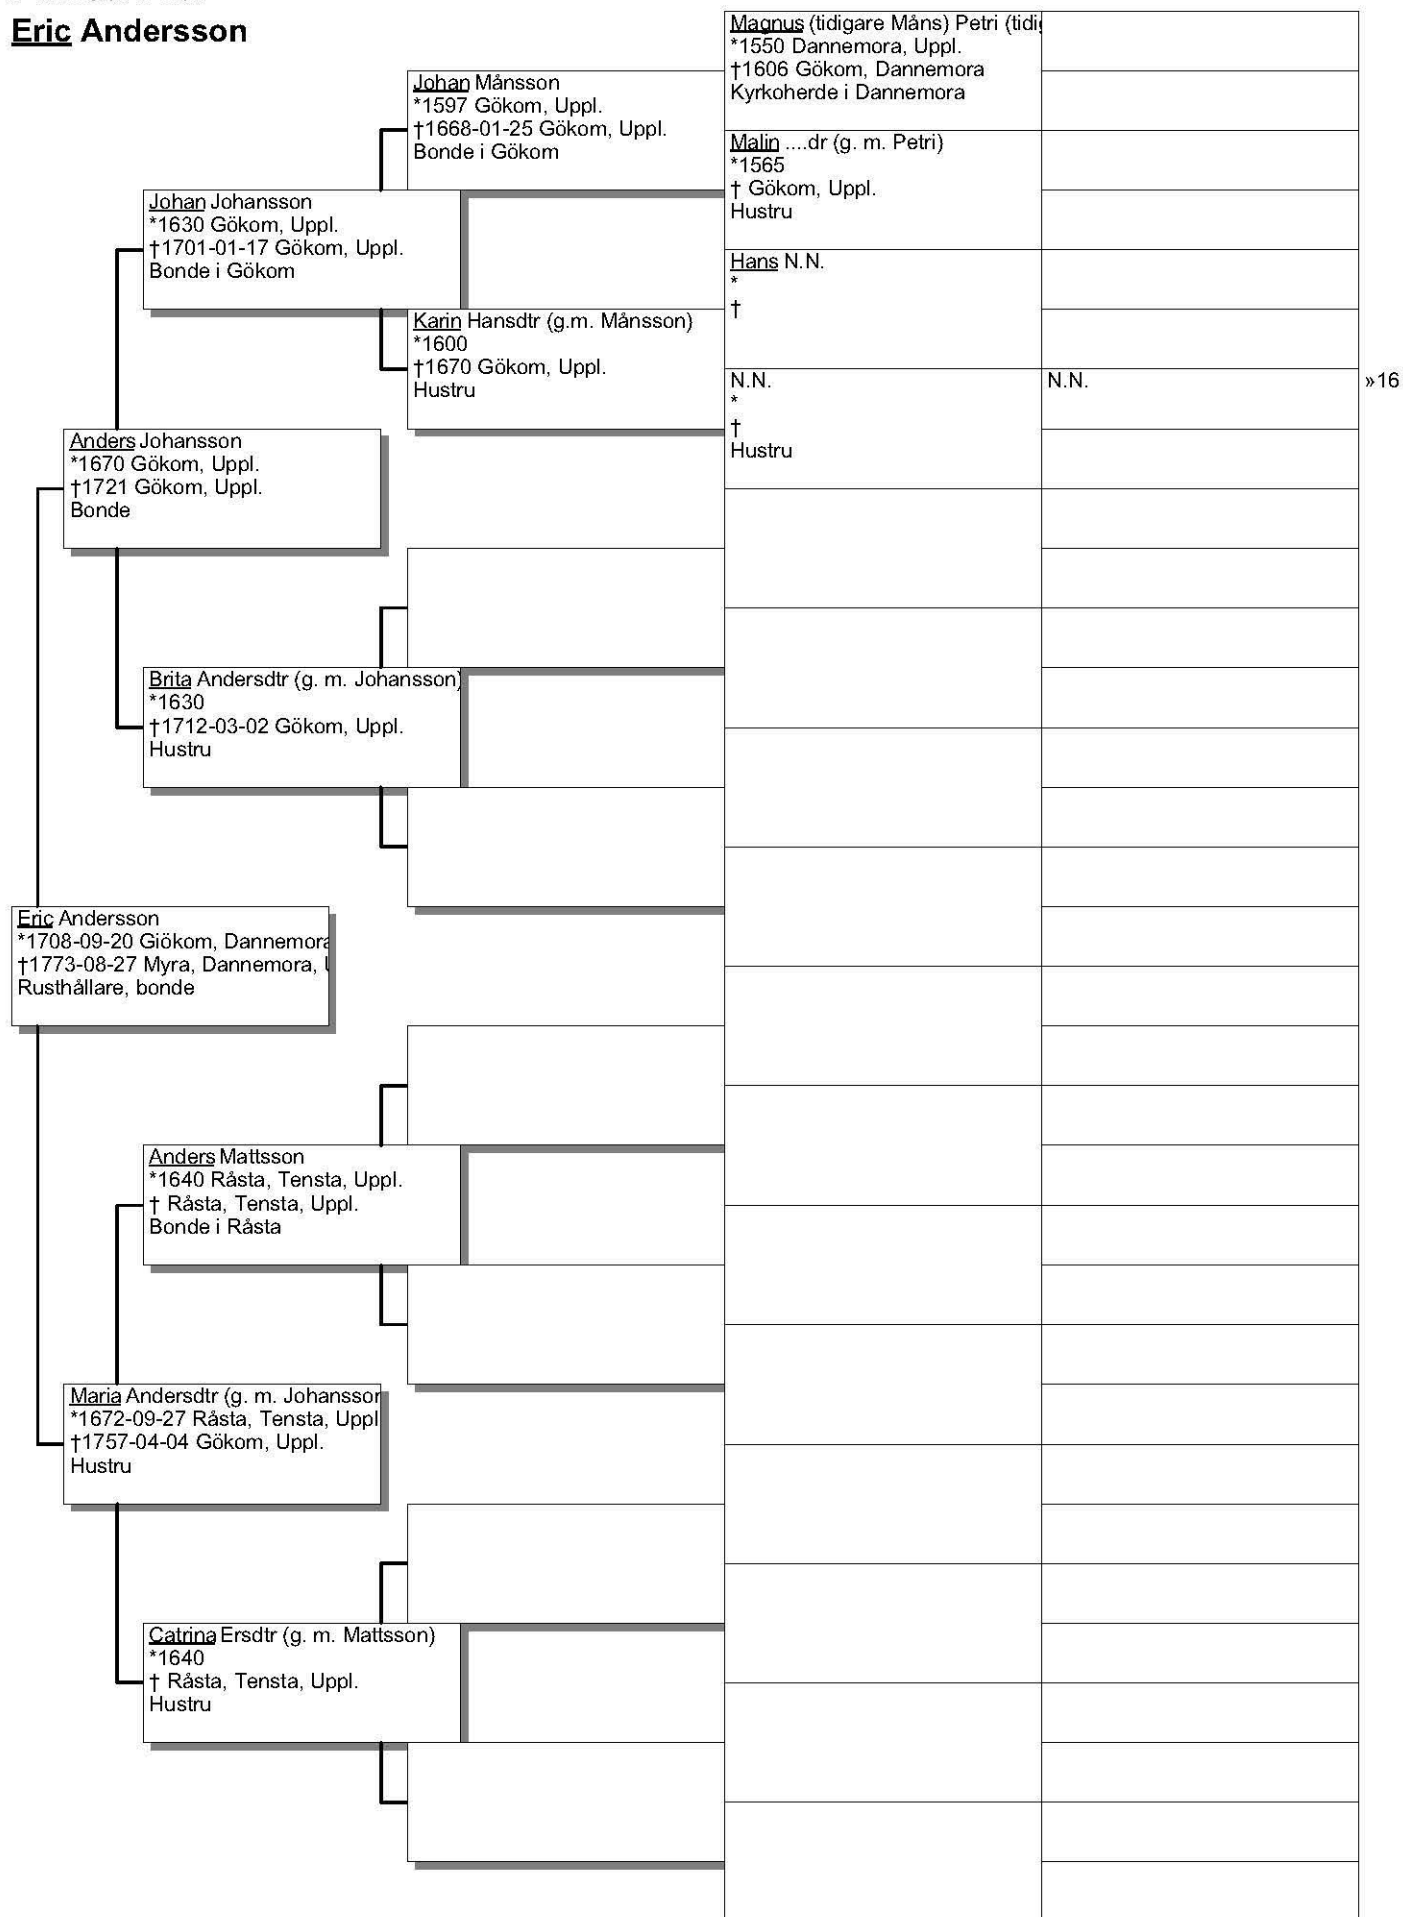 Eric Andersson
Magnus (tidigare Måns) Petri
*1550 Dannemora, Uppl.
†1606 Gökom, Dannemora
Kyrkoherde i Dannemora
Johan Månsson
*1597 Gökom, Uppl.
†1668-01-25 Gökom, Uppl.
Bonde i Gökom
Malin ....dr (g. m. Petri)
*1565
† Gökom, Uppl.
Hustru
Johan Johansson
*1630 Gökom, Uppl.
†1701-01-17 Gökom, Uppl.
Bonde i Gökom
Hans N.N.
*
†
Karin Hansdtr (g.m. Månsson)
*1600
†1670 Gökom, Uppl.
Hustru
N.N.
*
†
Hustru
N.N.
»16
Anders Johansson
*1670 Gökom, Uppl.
†1721 Gökom, Uppl.
Bonde
Brita Andersdtr (g. m. Johansson)
*1630
†1712-03-02 Gökom, Uppl.
Hustru
Eric Andersson
*1708-09-20 Giökom, Dannemora
†1773-08-27 Myra, Dannemora,
Rusthållare, bonde
Anders Mattsson
*1640 Råsta, Tensta, Uppl.
† Råsta, Tensta, Uppl.
Bonde i Råsta
Maria Andersdtr (g. m. Johansson
*1672-09-27 Råsta, Tensta, Uppl
†1757-04-04 Gökom, Uppl.
Hustru
Catrina Ersdtr (g. m. Mattsson)
*1640
† Råsta, Tensta, Uppl.
Hustru